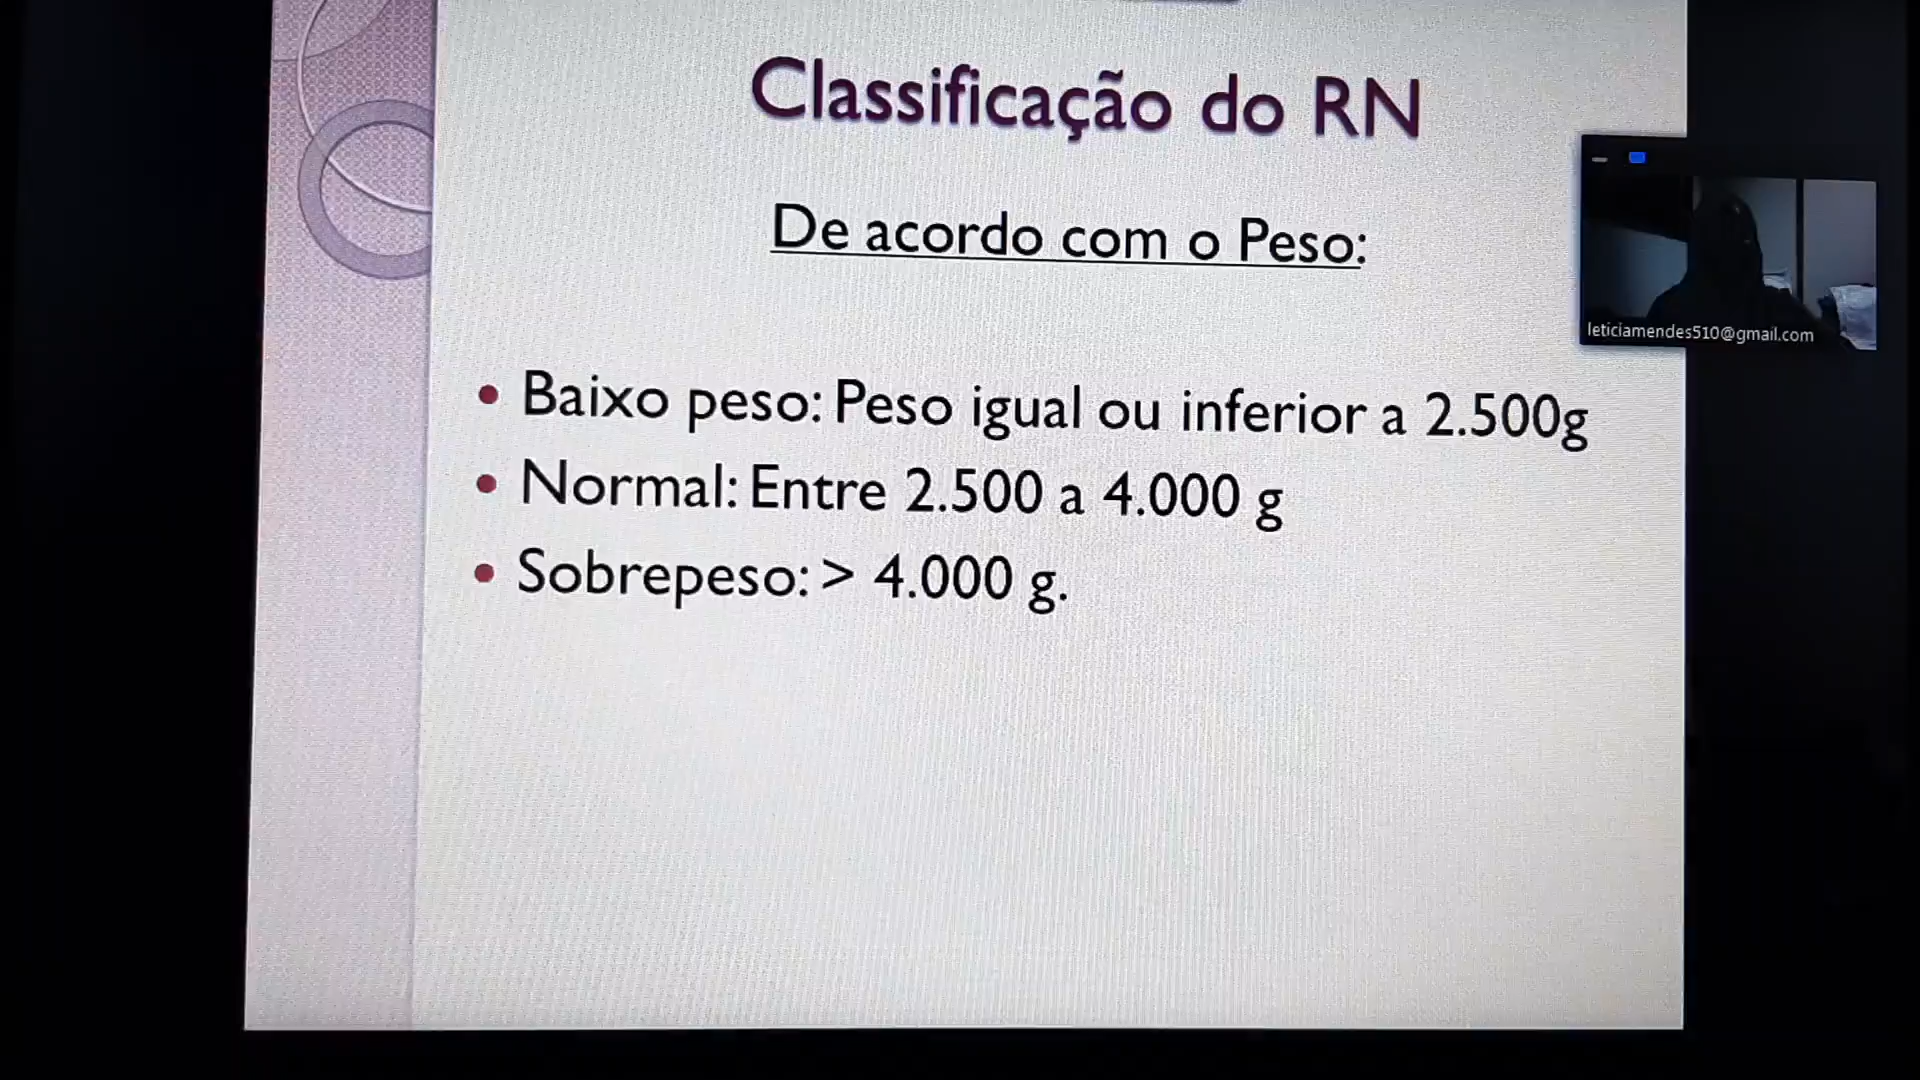 Classificação do RN
De acordo com o Peso:
leticiamendes510@gmail.com
• Baixo peso: Peso igual ou inferior a 2.500g
• Normal: Entre 2.500 a 4.000 g
• Sobrepeso: > 4.000 g.